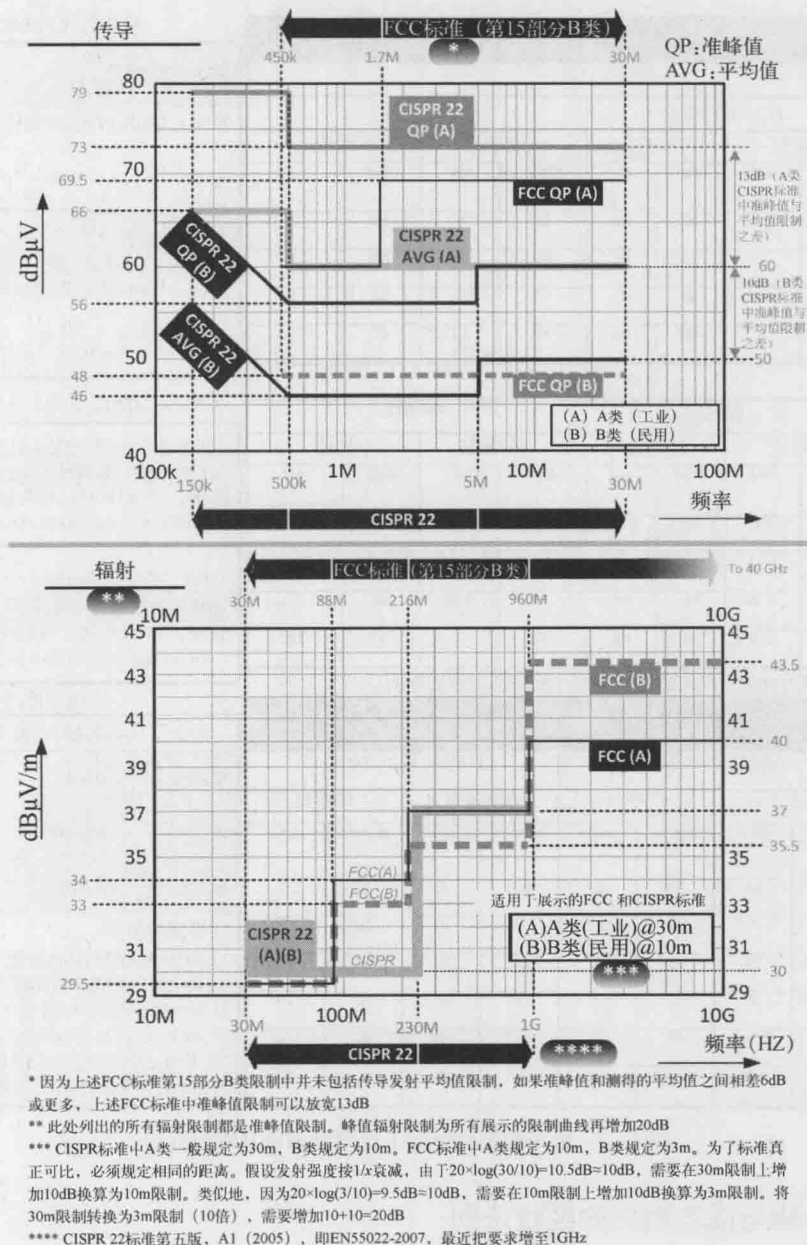 传导
FCC标准（第15部分B类）
*
450k 1.7M 30M
QP:准峰值
AVG:平均值
80
79
CISPR 22
QP (A)
73
70
69.5
FCC QP (A)
13dB（A类
CISPR标准
中准峰值与
平均值限制
之差）
66
CISPR 22
QP (B)
CISPR 22
AVG (A)
dBμV
60
60
10dB（B类
CISPR标准
中准峰值与
平均值限制
之差）
56
CISPR 22
AVG (B)
50
50
48
FCC QP (B)
46
(A) A类（工业）
(B) B类（民用）
40
100k 1M 10M 100M
150k 500k 5M 30M
频率
CISPR 22
辐射
FCC标准（第15部分B类）
To 40 GHz
**
30M 88M 216M 960M
10M 10G
45 45
43.5
43 43
FCC (B)
41 41
40
FCC (A)
dBμV/m
39 39
37 37
35.5
35 35
34
FCC(A)
33
FCC(B)
适用于展示的FCC 和CISPR标准
33
(A)A类(工业)@30m
(B)B类(民用)@10m
CISPR 22
(A)(B)
31 31
CISPR
***
30
29.5
29 29
10M 100M 10G
30M 230M 1G
频率(HZ)
CISPR 22
****
* 因为上述FCC标准第15部分B类限制中并未包括传导发射平均值限制，如果准峰值和测得的平均值之间相差6dB
或更多，上述FCC标准中准峰值限制可以放宽13dB
** 此处列出的所有辐射限制都是准峰值限制。峰值辐射限制为所有展示的限制曲线再增加20dB
*** CISPR标准中A类一般规定为30m，B类规定为10m。FCC标准中A类规定为10m，B类规定为3m。为了标准真
正可比，必须规定相同的距离。假设发射强度按1/x衰减，由于20×log(30/10)=10.5dB≈10dB，需要在30m限制上增
加10dB换算为10m限制。类似地，因为20×log(3/10)=9.5dB≈10dB，需要在10m限制上增加10dB换算为3m限制。将
30m限制转换为3m限制（10倍），需要增加10+10=20dB
**** CISPR 22标准第五版，A1（2005），即EN55022-2007，最近把要求增至1GHz